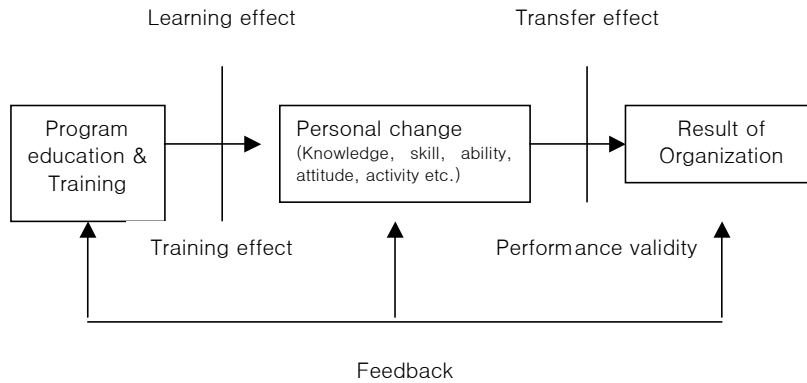 Learning effect
Transfer effect
Program
education &
Training
Personal change
(Knowledge, skill, ability,
attitude, activity etc.)
Result of
Organization
Training effect
Performance validity
Feedback